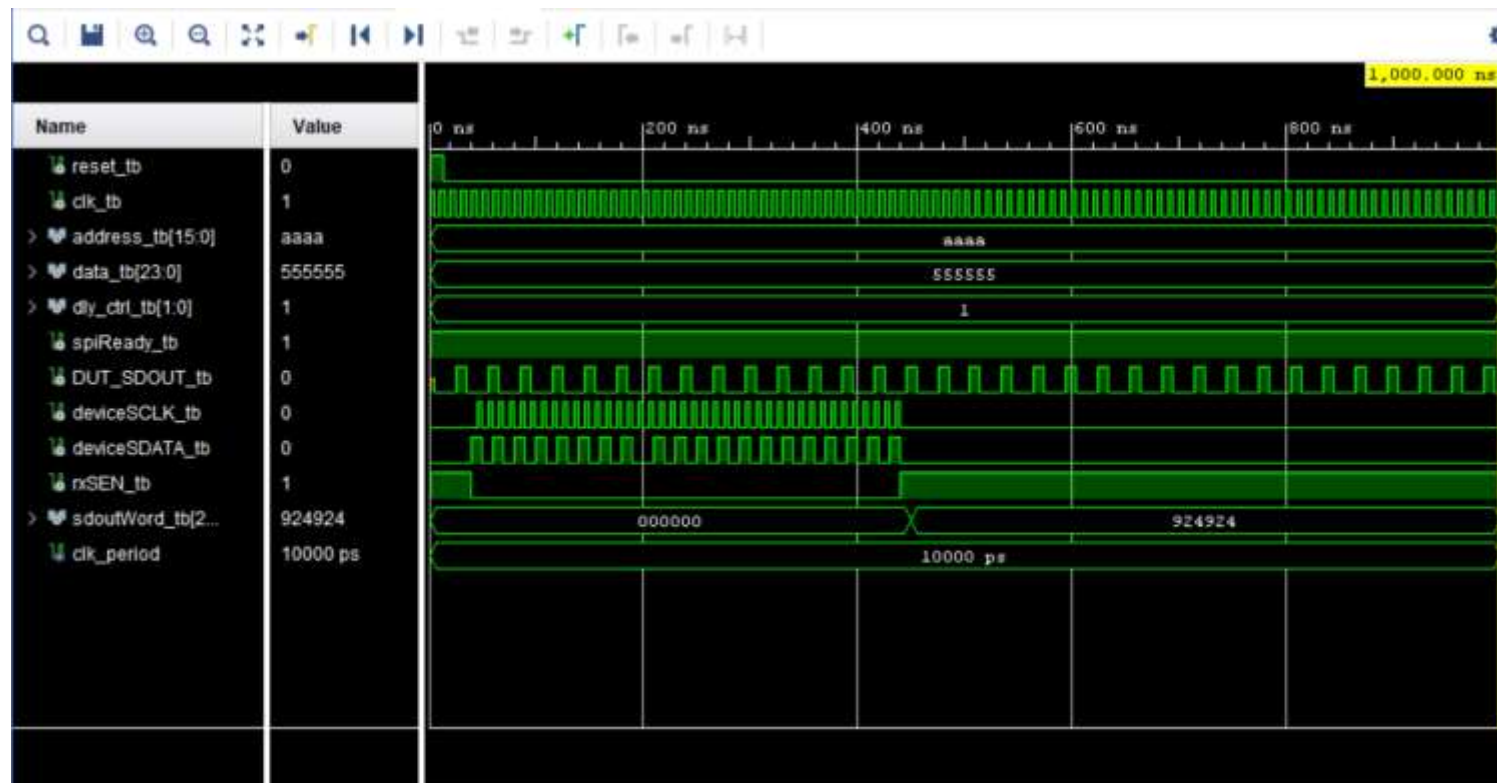 1,000.000 ns
Name Value 0 ns 200 ns 400 ns 600 ns 800 ns
reset_tb 0
clk_tb 1
address_tb[15:0] aaaa aaaa
data_tb[23:0] 555555 555555
dly_ctrl_tb[1:0] 1 1
spiReady_tb 1
DUT_SDOUT_tb 0
deviceSCLK_tb 0
deviceSDATA_tb 0
rxSEN_tb 1
sdoutWord_tb[2... 924924 000000 924924
clk_period 10000 ps 10000 ps